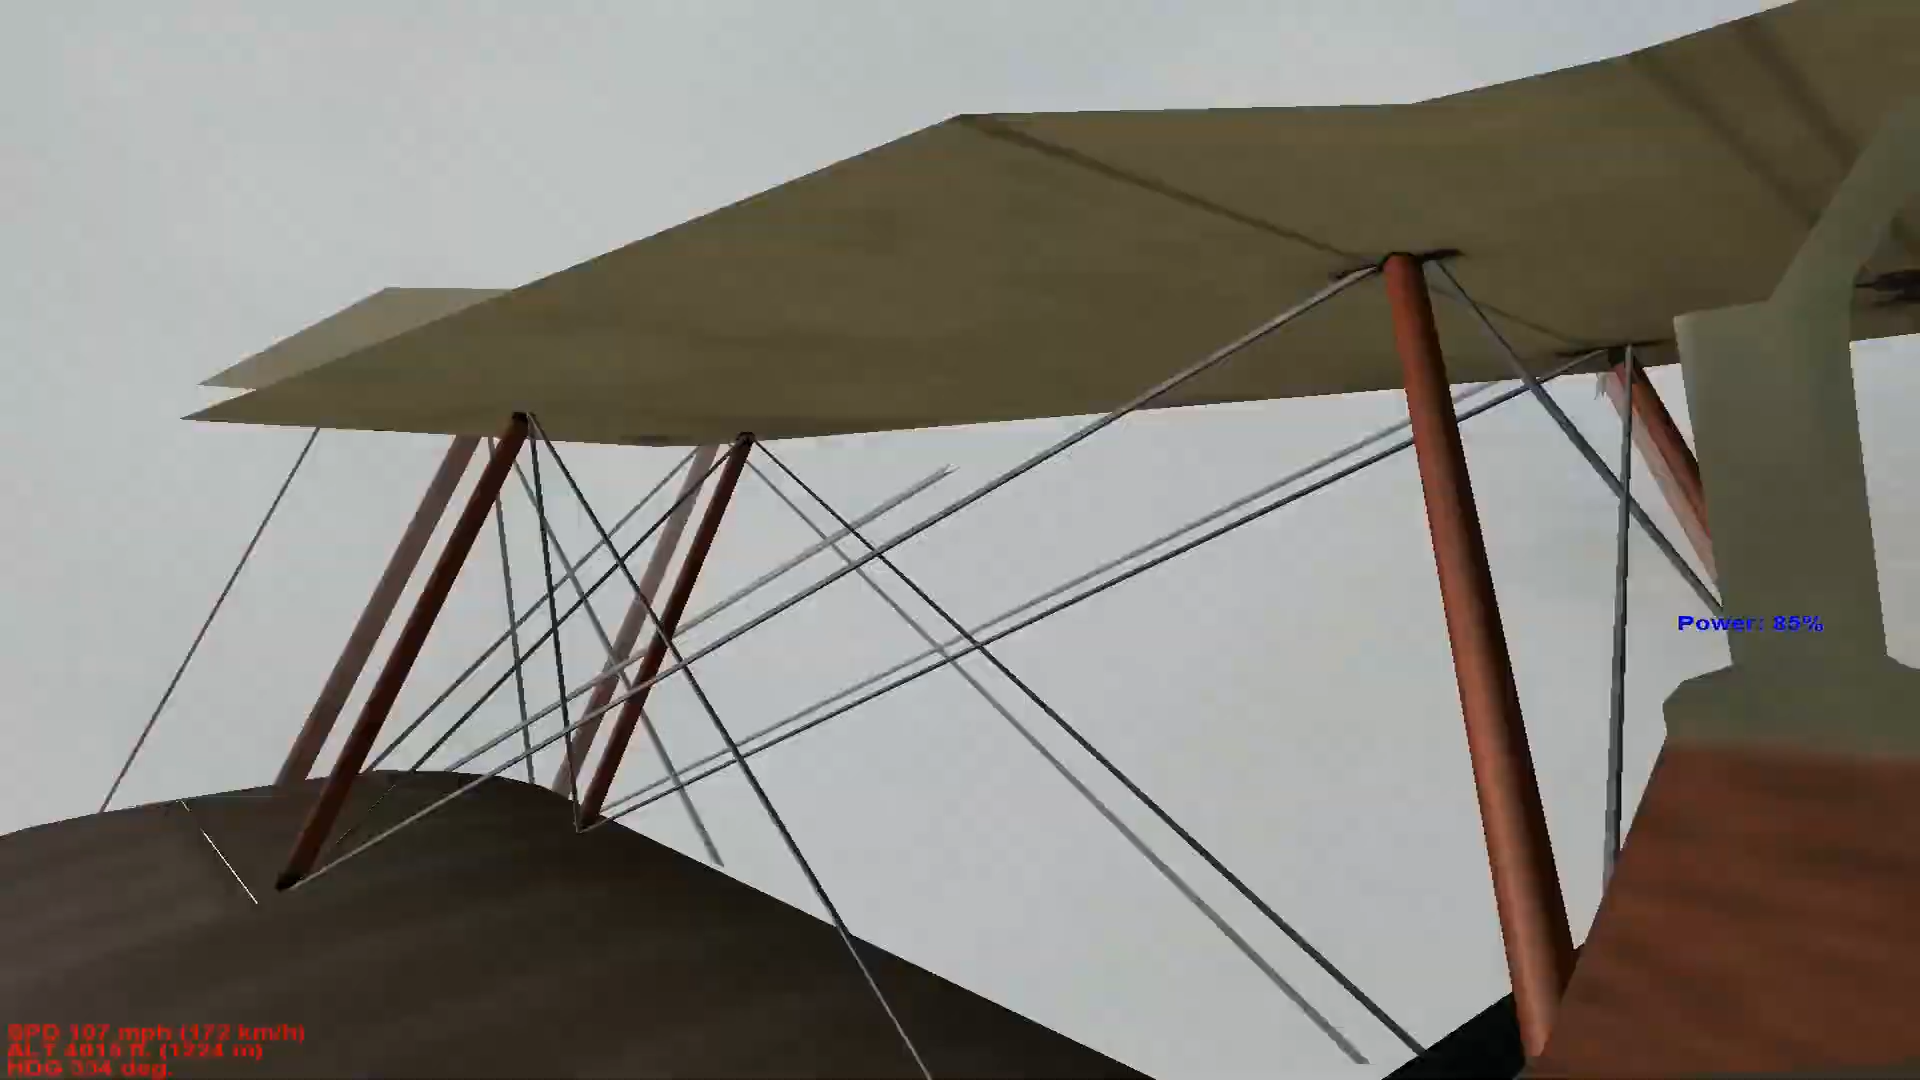 Power: 85%
SPD 107 mph (172 km/h)
ALT 4015 ft. (1224 m)
HDG 334 deg.